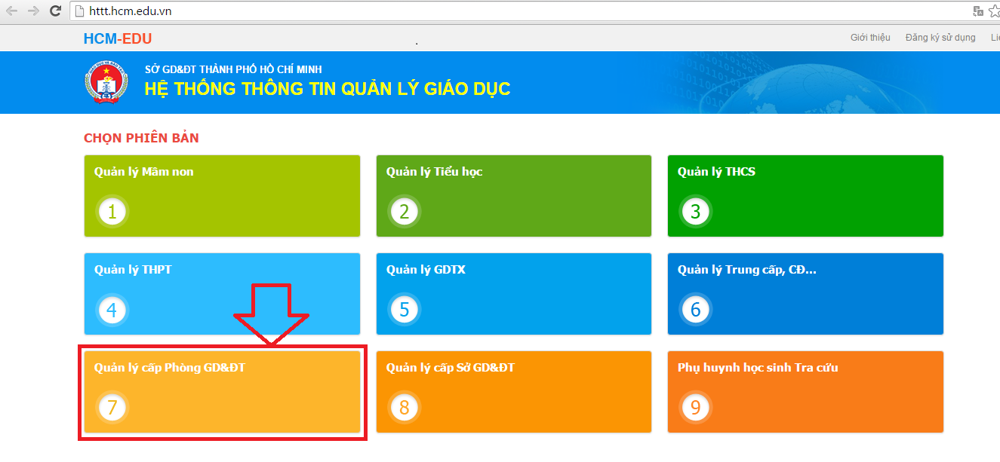 httt.hcm.edu.vn
HCM-EDU
Giới thiệu Đăng ký sử dụng
SỞ GD&ĐT THÀNH PHỐ HỒ CHÍ MINH
HỆ THỐNG THÔNG TIN QUẢN LÝ GIÁO DỤC
CHỌN PHIÊN BẢN
Quản lý Mầm non
1
Quản lý Tiểu học
2
Quản lý THCS
3
Quản lý THPT
4
Quản lý GDTX
5
Quản lý Trung cấp, CĐ...
6
Quản lý cấp Phòng GD&ĐT
7
Quản lý cấp Sở GD&ĐT
8
Phụ huynh học sinh Tra cứu
9